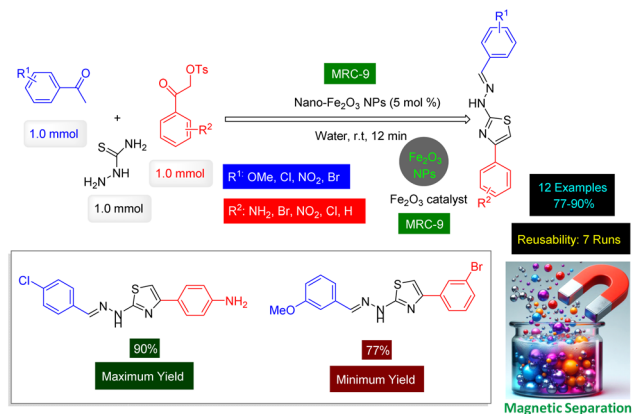 R¹
O
+
1.0 mmol
S
NH₂
H₂N
N
H
1.0 mmol
OTs
O
R²
1.0 mmol
MRC-9
Nano-Fe₂O₃ NPs (5 mol %)
Water, r.t, 12 min
Fe₂O₃
NPs
R¹: OMe, Cl, NO₂, Br
R²: NH₂, Br, NO₂, Cl, H
Fe₂O₃ catalyst
MRC-9
R¹
N
HN
N
S
R²
12 Examples
77-90%
Reusability: 7 Runs
Cl
N
NH
S
N
NH₂
90%
Maximum Yield
MeO
N
NH
S
N
Br
77%
Minimum Yield
Magnetic Separation